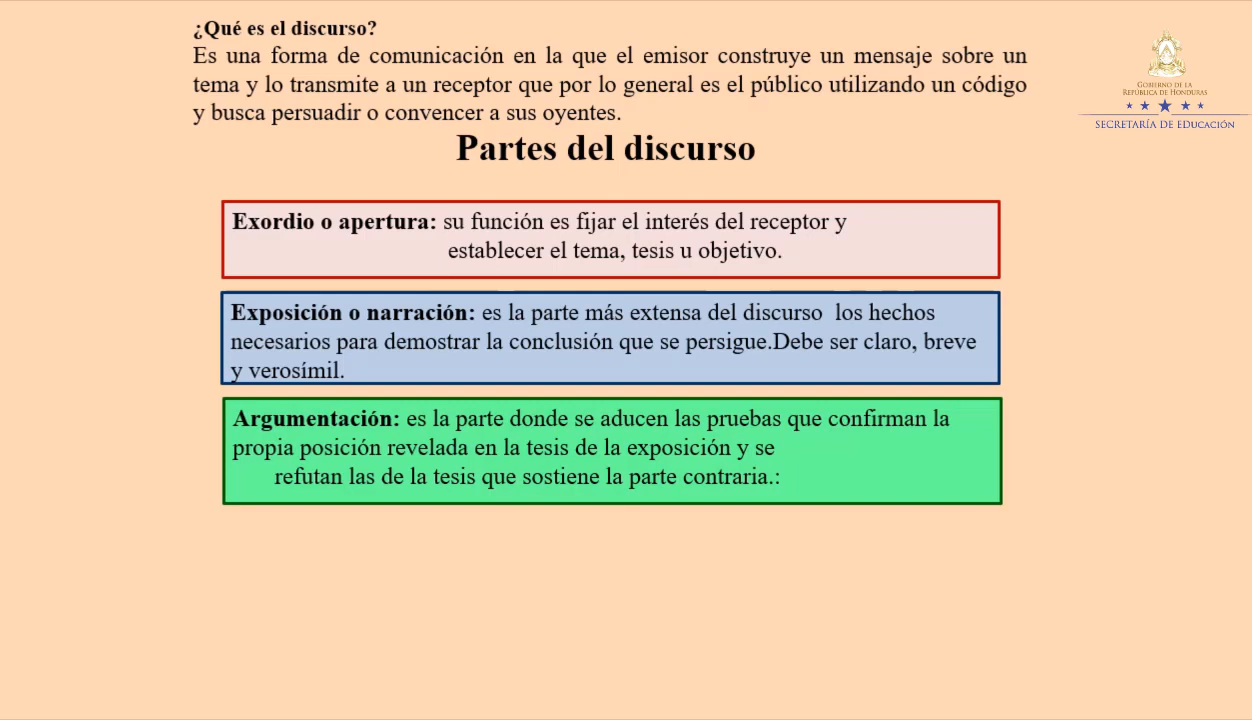 ¿Qué es el discurso?
Es una forma de comunicación en la que el emisor construye un mensaje sobre un
tema y lo transmite a un receptor que por lo general es el público utilizando un código
y busca persuadir o convencer a sus oyentes.
Partes del discurso
GOBIERNO DE LA
REPÚBLICA DE HONDURAS
SECRETARÍA DE EDUCACIÓN
Exordio o apertura: su función es fijar el interés del receptor y
establecer el tema, tesis u objetivo.
Exposición o narración: es la parte más extensa del discurso  los hechos
necesarios para demostrar la conclusión que se persigue.Debe ser claro, breve
y verosímil.
Argumentación: es la parte donde se aducen las pruebas que confirman la
propia posición revelada en la tesis de la exposición y se
refutan las de la tesis que sostiene la parte contraria.: